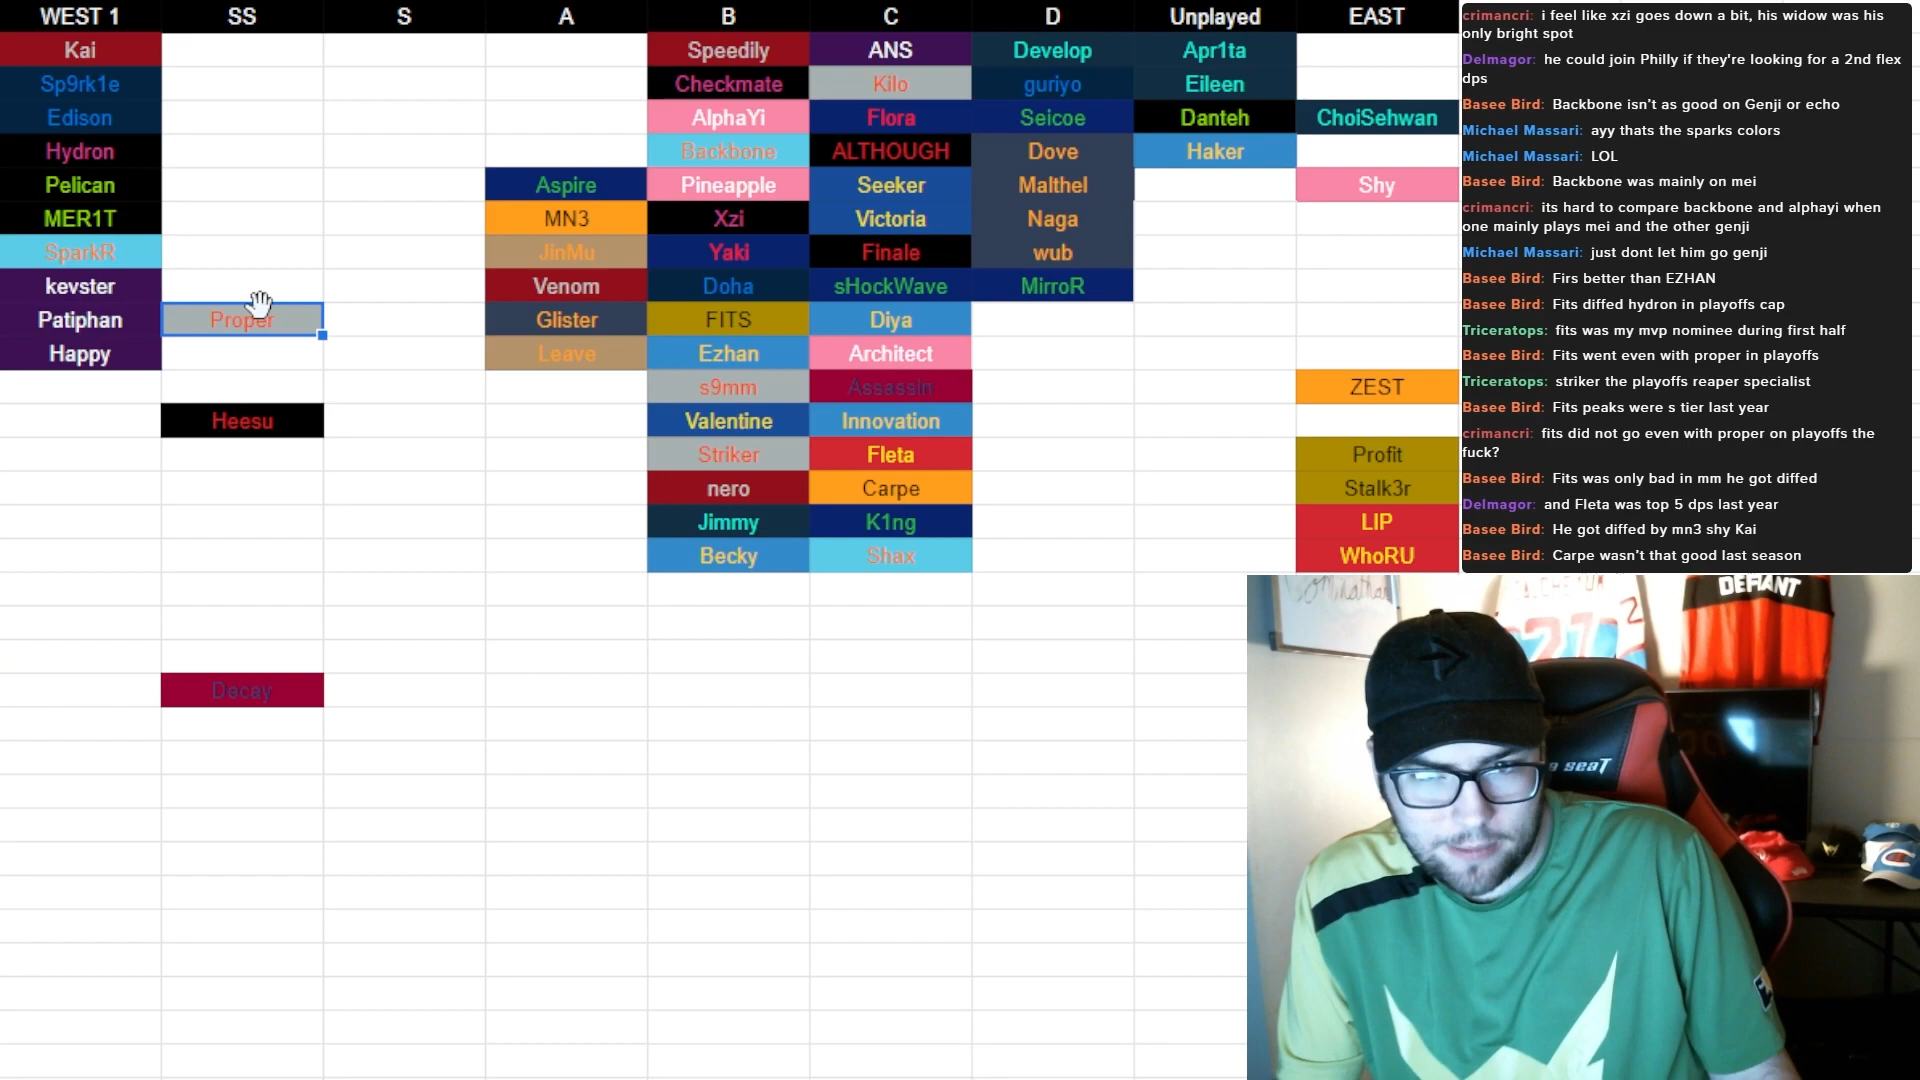 WEST 1 SS S A B C D Unplayed EAST
Kai Speedily ANS Develop Apr1ta
Sp9rk1e Checkmate Kilo guriyo Eileen
Edison AlphaYi Flora Seicoe Danteh ChoiSehwan
Hydron Backbone ALTHOUGH Dove Haker
Pelican Aspire Pineapple Seeker Malthel Shy
MER1T MN3 Xzi Victoria Naga
SparkR JinMu Yaki Finale wub
kevster Venom Doha sHockWave MirroR
Patiphan Proper Glister FITS Diya
Happy Leave Ezhan Architect
s9mm Assassin ZEST
Heesu Valentine Innovation
Striker Fleta Profit
nero Carpe Stalk3r
Jimmy K1ng LIP
Becky Shax WhoRU
Decay
crimancri: i feel like xzi goes down a bit, his widow was his
only bright spot
Delmagor: he could join Philly if they're looking for a 2nd flex
dps
Basee Bird: Backbone isn't as good on Genji or echo
Michael Massari: ayy thats the sparks colors
Michael Massari: LOL
Basee Bird: Backbone was mainly on mei
crimancri: its hard to compare backbone and alphayi when
one mainly plays mei and the other genji
Michael Massari: just dont let him go genji
Basee Bird: Firs better than EZHAN
Basee Bird: Fits diffed hydron in playoffs cap
Triceratops: fits was my mvp nominee during first half
Basee Bird: Fits went even with proper in playoffs
Triceratops: striker the playoffs reaper specialist
Basee Bird: Fits peaks were s tier last year
crimancri: fits did not go even with proper on playoffs the
fuck?
Basee Bird: Fits was only bad in mm he got diffed
Delmagor: and Fleta was top 5 dps last year
Basee Bird: He got diffed by mn3 shy Kai
Basee Bird: Carpe wasn't that good last season
DEFIANT
27
2
seaT